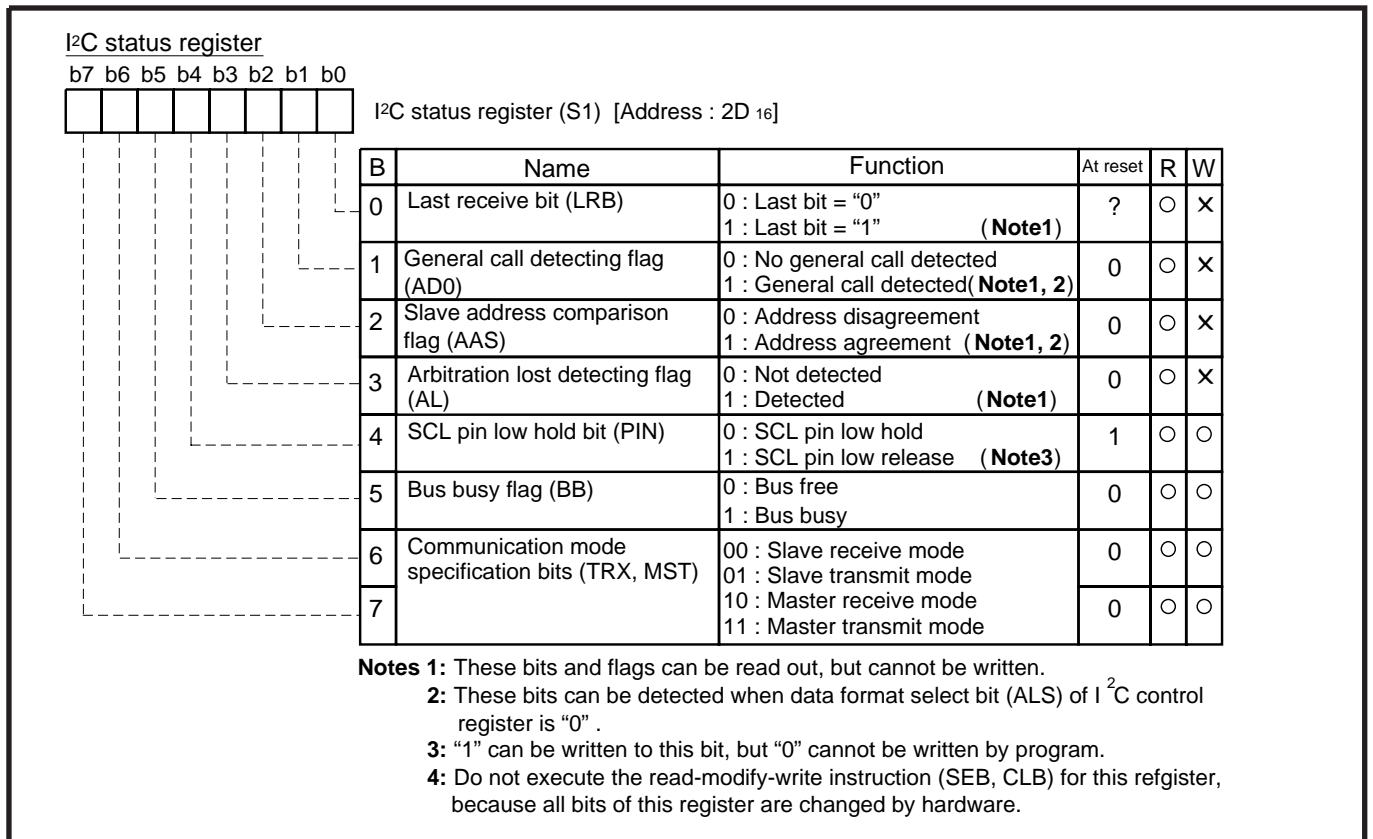 I2C status register
b7 b6 b5 b4 b3 b2 b1 b0
I2C status register (S1) [Address : 2D 16]
B Name Function At reset R W
0 Last receive bit (LRB) 0 : Last bit = “0” ? ○ ×
1 : Last bit = “1” (Note1)
1 General call detecting flag 0 : No general call detected 0 ○ ×
(AD0) 1 : General call detected(Note1, 2)
2 Slave address comparison 0 : Address disagreement 0 ○ ×
flag (AAS) 1 : Address agreement (Note1, 2)
3 Arbitration lost detecting flag 0 : Not detected 0 ○ ×
(AL) 1 : Detected (Note1)
4 SCL pin low hold bit (PIN) 0 : SCL pin low hold 1 ○ ○
1 : SCL pin low release (Note3)
5 Bus busy flag (BB) 0 : Bus free 0 ○ ○
1 : Bus busy
6 Communication mode 00 : Slave receive mode 0 ○ ○
specification bits (TRX, MST) 01 : Slave transmit mode
7 10 : Master receive mode 0 ○ ○
11 : Master transmit mode
Notes 1: These bits and flags can be read out, but cannot be written.
2: These bits can be detected when data format select bit (ALS) of I 2C control
register is “0” .
3: “1” can be written to this bit, but “0” cannot be written by program.
4: Do not execute the read-modify-write instruction (SEB, CLB) for this refgister,
because all bits of this register are changed by hardware.